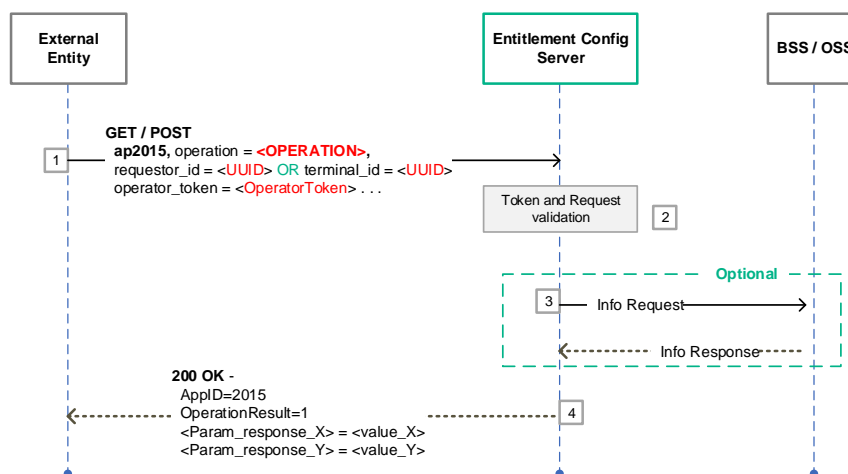 External
Entity
Entitlement Config
Server
BSS / OSS
GET / POST
1
ap2015, operation = <OPERATION>,
requestor_id = <UUID> OR terminal_id = <UUID>
operator_token = <OperatorToken> . . .
Token and Request
validation
2
Optional
3
Info Request
Info Response
200 OK -
AppID=2015
4
OperationResult=1
<Param_response_X> = <value_X>
<Param_response_Y> = <value_Y>